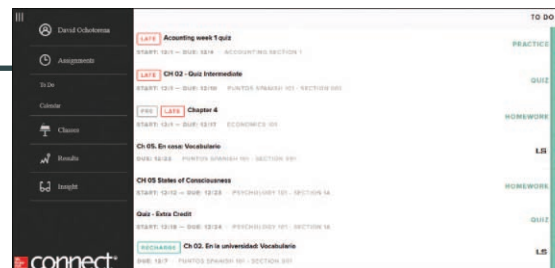 TO DO
David Ochotorena
Assignments
To Do
Calendar
Classes
Results
Insight
connect
LATE Acounting week 1 quiz
START: 12/1 – DUE: 12/4 · ACCOUNTING SECTION 1
PRACTICE
LATE CH 02 - Quiz Intermediate
START: 12/1 – DUE: 12/16 · PUNTOS SPANISH 101 - SECTION 001
QUIZ
PRE LATE Chapter 4
START: 12/1 – DUE: 12/17 · ECONOMICS 101
HOMEWORK
Ch 05. En casa: Vocabulario
DUE: 12/23 · PUNTOS SPANISH 101 - SECTION 001
LS
CH 05 States of Consciousness
START: 12/12 – DUE: 12/23 · PSYCHOLOGY 101 - SECTION 1A
HOMEWORK
Quiz - Extra Credit
START: 12/18 – DUE: 12/24 · PSYCHOLOGY 101 - SECTION 1A
QUIZ
RECHARGE Ch 02. En la universidad: Vocabulario
DUE: 12/7 · PUNTOS SPANISH 101 - SECTION 001
LS